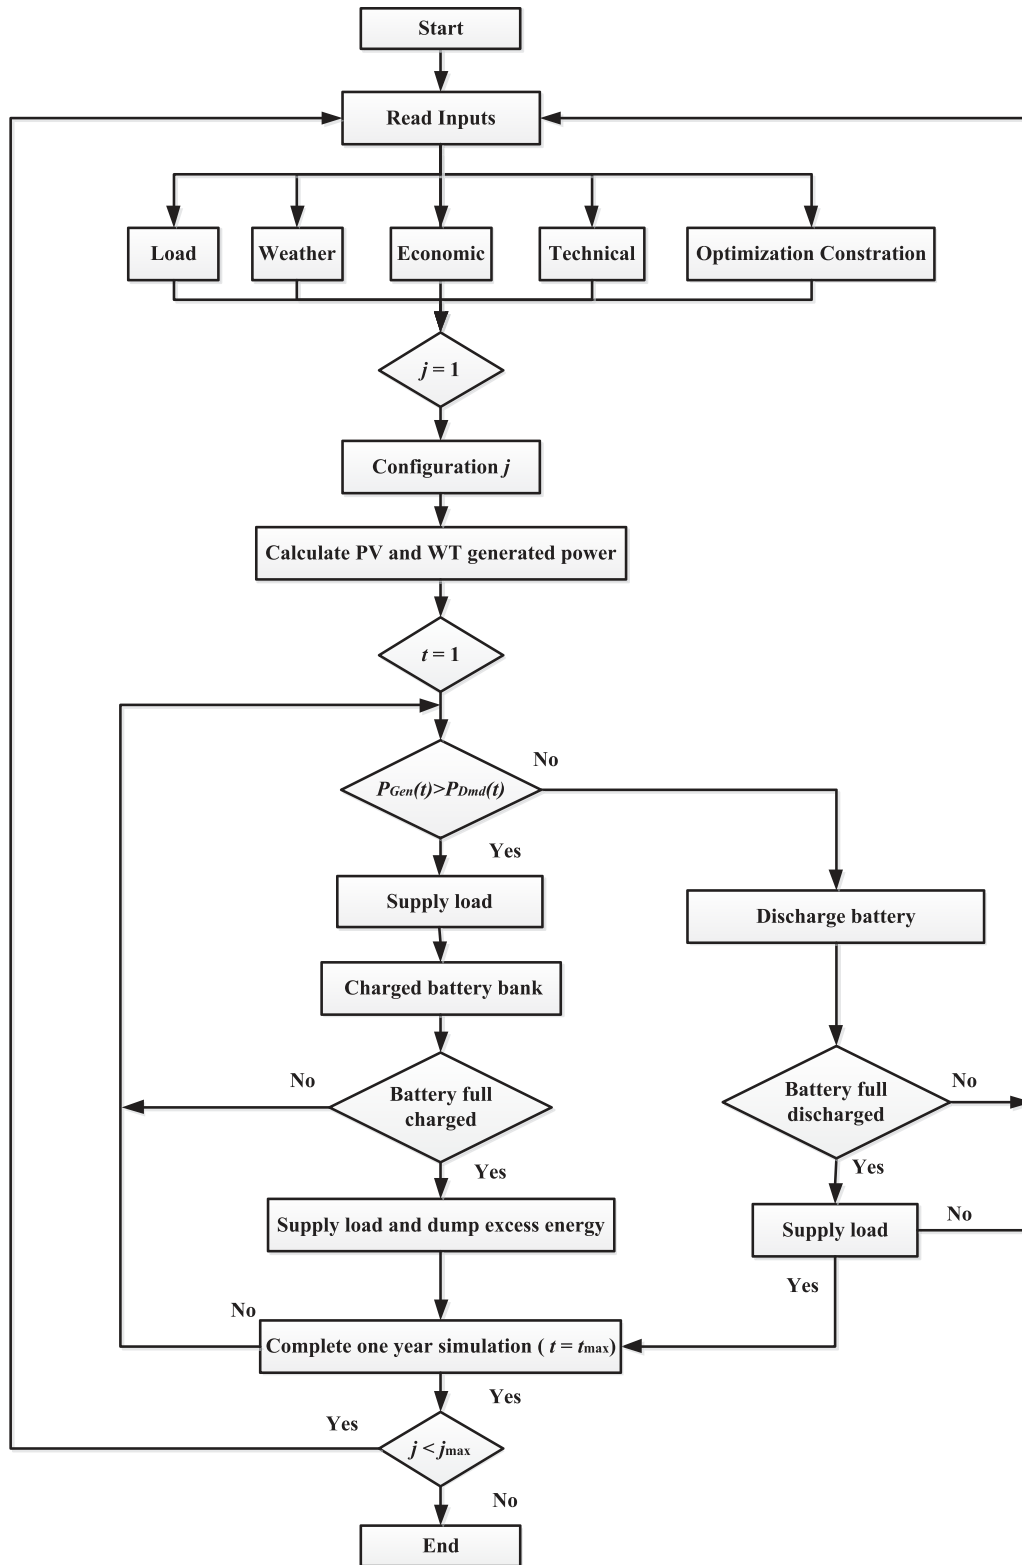 Start
Read Inputs
Load
Weather
Economic
Technical
Optimization Constration
j = 1
Configuration j
Calculate PV and WT generated power
t = 1
PGen(t)>PDmd(t)
No
Yes
Supply load
Discharge battery
Charged battery bank
No
Battery full
charged
Battery full
discharged
No
Yes
Yes
Supply load and dump excess energy
Supply load
No
Yes
No
Complete one year simulation ( t = tmax)
Yes
Yes
j < jmax
No
End